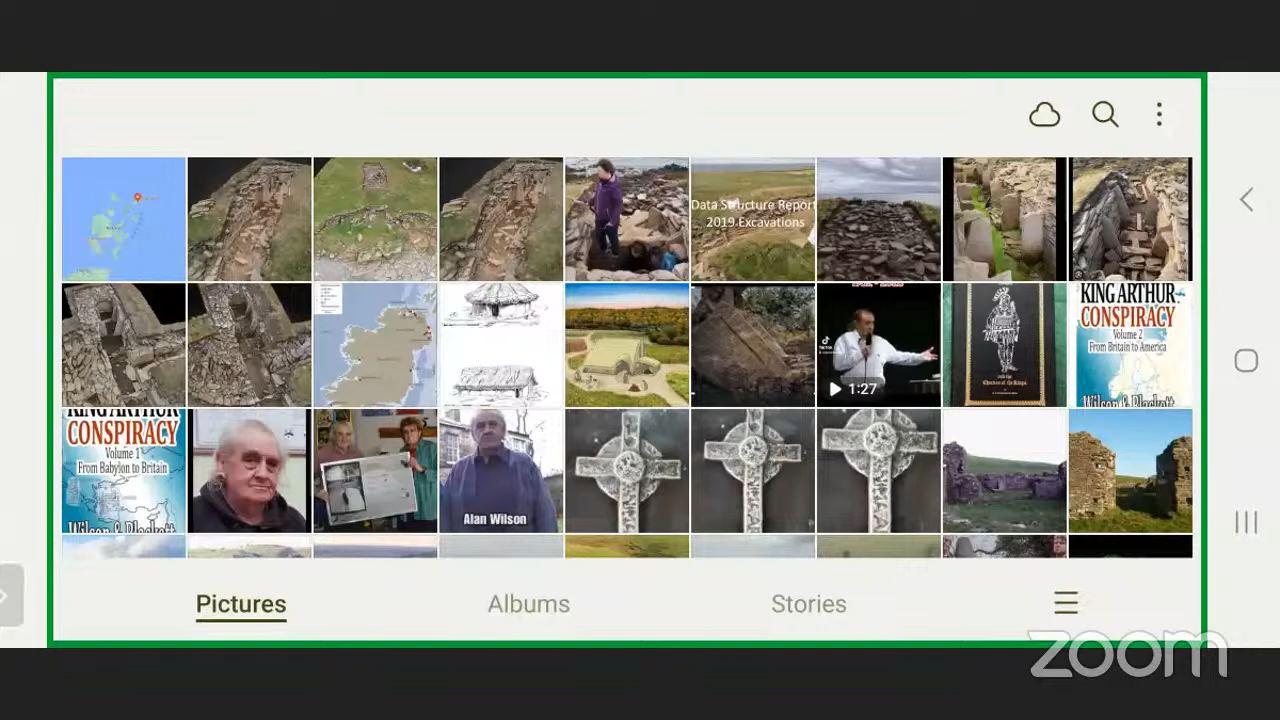 Data Structure Report
2019 Excavations
1:27
KING ARTHUR
CONSPIRACY
Volume 2
From Britain to America
Wilson & Blackett
KING ARTHUR
CONSPIRACY
Volume 1
From Babylon to Britain
Wilson & Blackett
Alan Wilson
Pictures
Albums
Stories
zoom